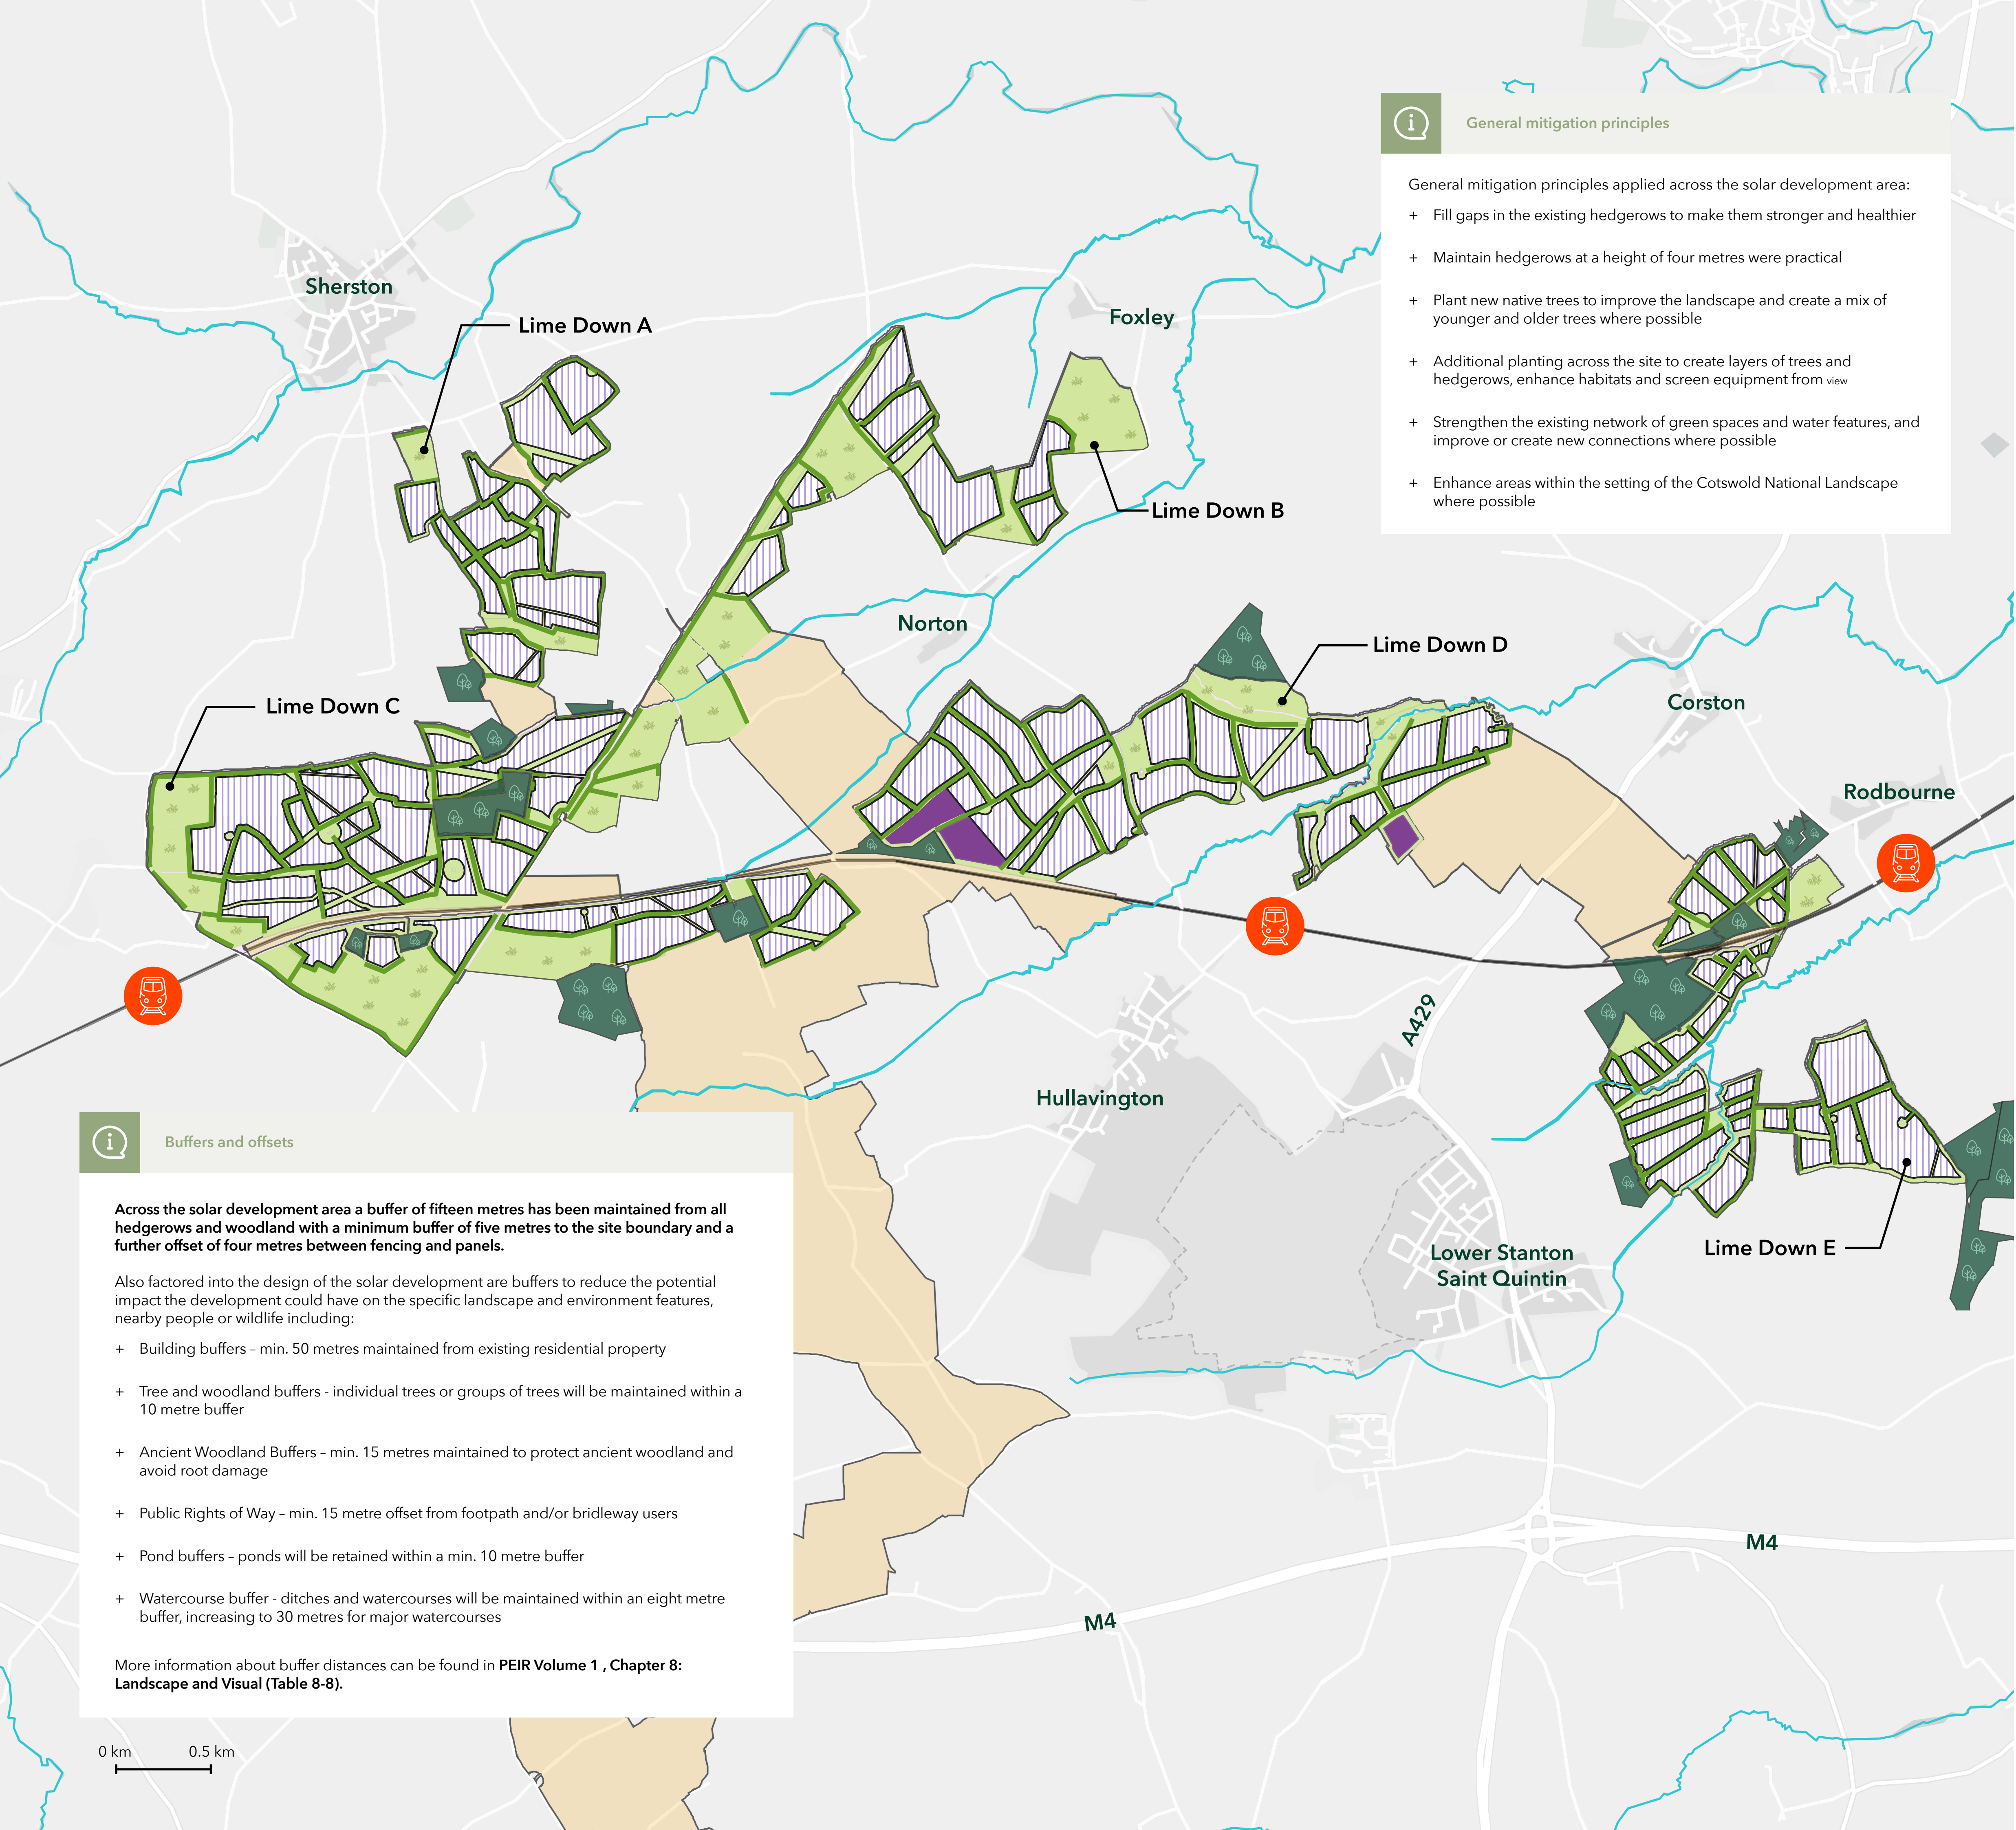 General mitigation principles
General mitigation principles applied across the solar development area:
+ Fill gaps in the existing hedgerows to make them stronger and healthier
+ Maintain hedgerows at a height of four metres were practical
+ Plant new native trees to improve the landscape and create a mix of
younger and older trees where possible
+ Additional planting across the site to create layers of trees and
hedgerows, enhance habitats and screen equipment from view
+ Strengthen the existing network of green spaces and water features, and
improve or create new connections where possible
+ Enhance areas within the setting of the Cotswold National Landscape
where possible
Sherston
Lime Down A
Foxley
Lime Down B
Norton
Lime Down D
Lime Down C
Corston
Rodbourne
A429
Hullavington
Lower Stanton
Saint Quintin
Lime Down E
M4
M4
Buffers and offsets
Across the solar development area a buffer of fifteen metres has been maintained from all
hedgerows and woodland with a minimum buffer of five metres to the site boundary and a
further offset of four metres between fencing and panels.
Also factored into the design of the solar development are buffers to reduce the potential
impact the development could have on the specific landscape and environment features,
nearby people or wildlife including:
+ Building buffers – min. 50 metres maintained from existing residential property
+ Tree and woodland buffers - individual trees or groups of trees will be maintained within a
10 metre buffer
+ Ancient Woodland Buffers – min. 15 metres maintained to protect ancient woodland and
avoid root damage
+ Public Rights of Way – min. 15 metre offset from footpath and/or bridleway users
+ Pond buffers – ponds will be retained within a min. 10 metre buffer
+ Watercourse buffer - ditches and watercourses will be maintained within an eight metre
buffer, increasing to 30 metres for major watercourses
More information about buffer distances can be found in PEIR Volume 1 , Chapter 8:
Landscape and Visual (Table 8-8).
0 km 0.5 km